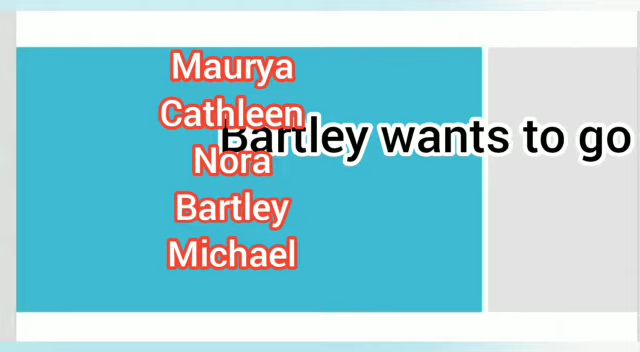 Maurya
Cathleen
Bartley wants to go
Nora
Bartley
Michael